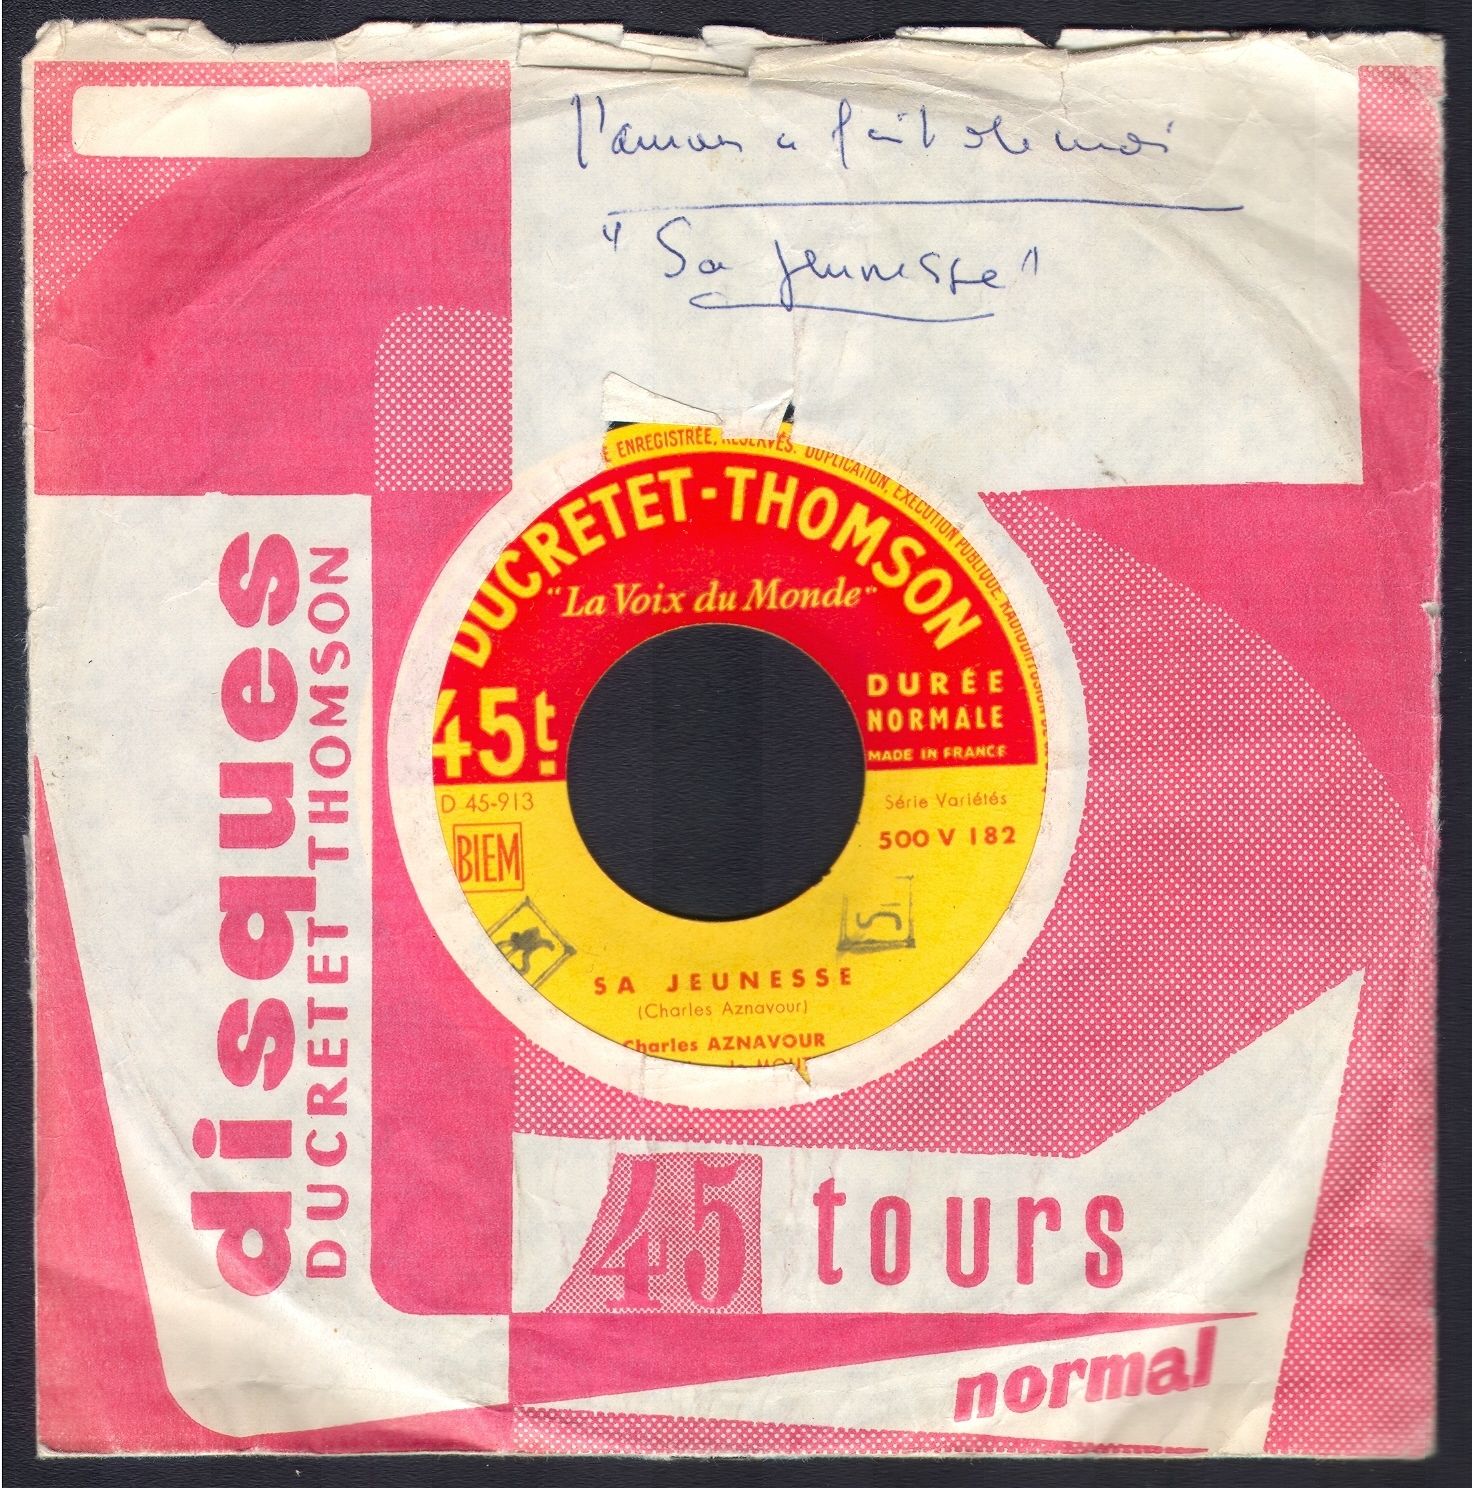 l'amour a fait de moi
"Sa jeunesse"
E ENREGISTRÉE, RÉSERVÉS. DUPLICATION, EXÉCUTION PUBLIQUE RADIODIFFUSION
DUCRETET-THOMSON
"La Voix du Monde"
45t.
DURÉE
NORMALE
MADE IN FRANCE
D 45-913
BIEM
Série Variétés
500 V 182
SA JEUNESSE
(Charles Aznavour)
Charles AZNAVOUR
disques
DUCRETET THOMSON
45 tours
normal